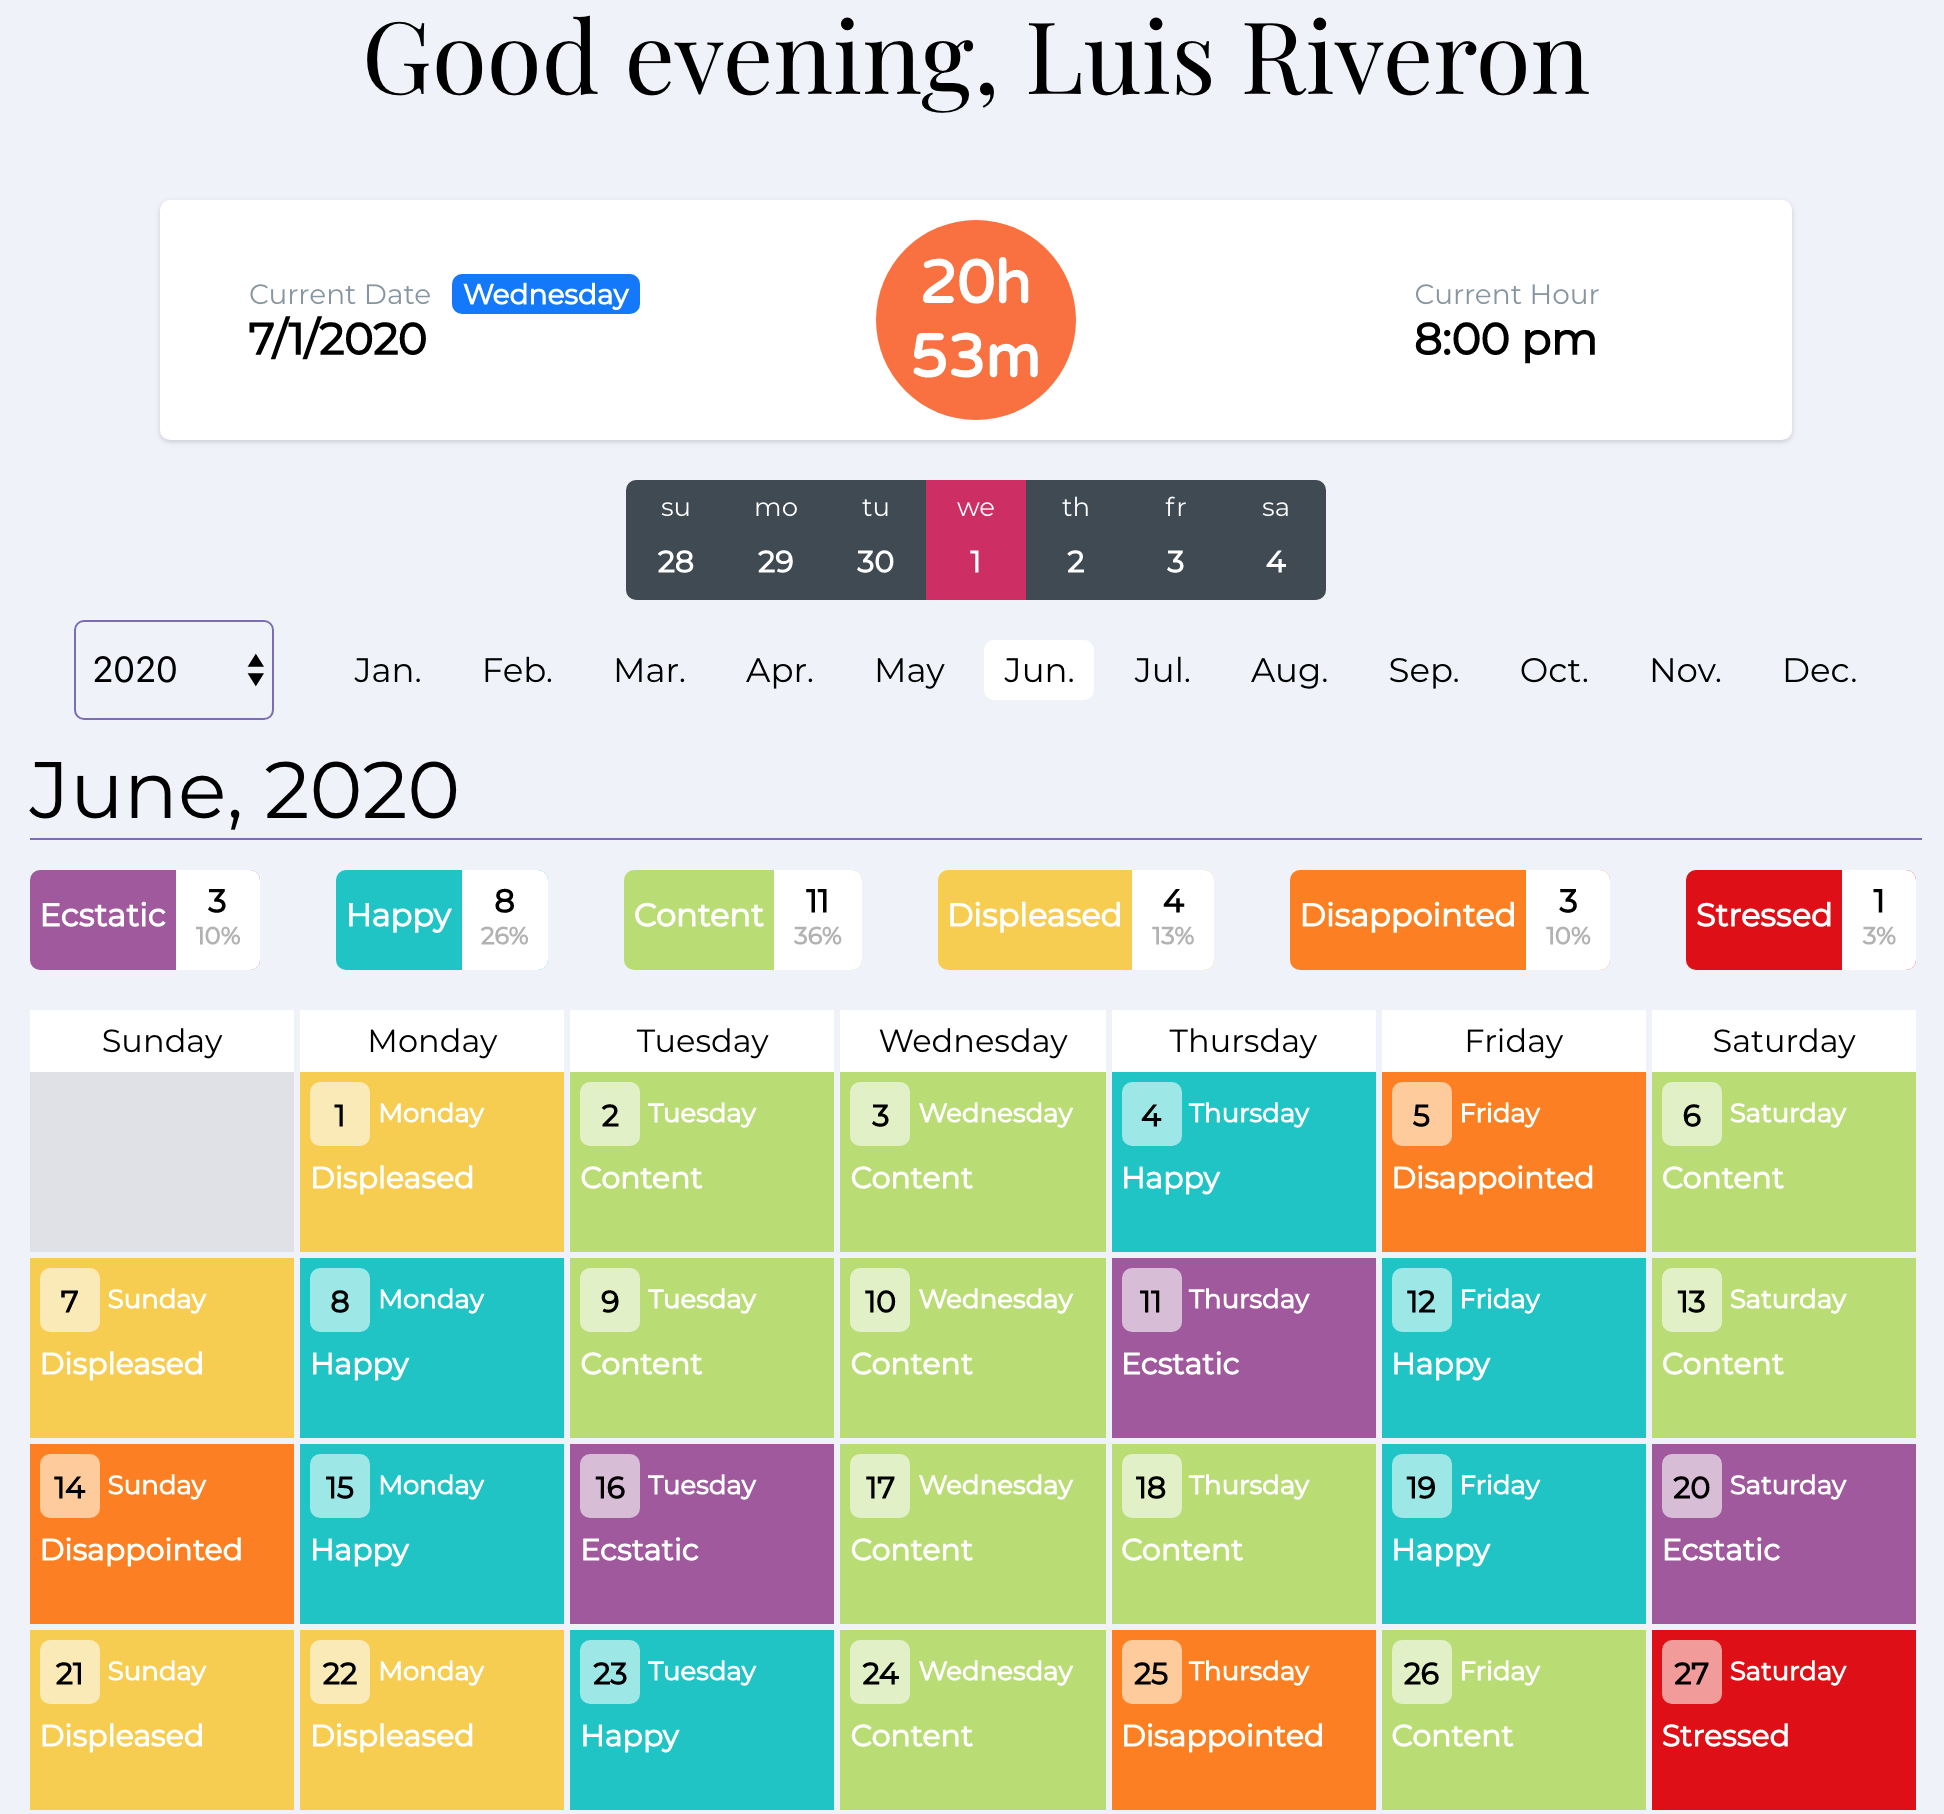 Good evening, Luis Riveron
Current Date Wednesday
7/1/2020
20h
53m
Current Hour
8:00 pm
su mo tu we th fr sa
28 29 30 1 2 3 4
2020 Jan. Feb. Mar. Apr. May Jun. Jul. Aug. Sep. Oct. Nov. Dec.
June, 2020
Ecstatic 3 10%
Happy 8 26%
Content 11 36%
Displeased 4 13%
Disappointed 3 10%
Stressed 1 3%
Sunday Monday Tuesday Wednesday Thursday Friday Saturday
1 Monday 2 Tuesday 3 Wednesday 4 Thursday 5 Friday 6 Saturday
Displeased Content Content Happy Disappointed Content
7 Sunday 8 Monday 9 Tuesday 10 Wednesday 11 Thursday 12 Friday 13 Saturday
Displeased Happy Content Content Ecstatic Happy Content
14 Sunday 15 Monday 16 Tuesday 17 Wednesday 18 Thursday 19 Friday 20 Saturday
Disappointed Happy Ecstatic Content Content Happy Ecstatic
21 Sunday 22 Monday 23 Tuesday 24 Wednesday 25 Thursday 26 Friday 27 Saturday
Displeased Displeased Happy Content Disappointed Content Stressed